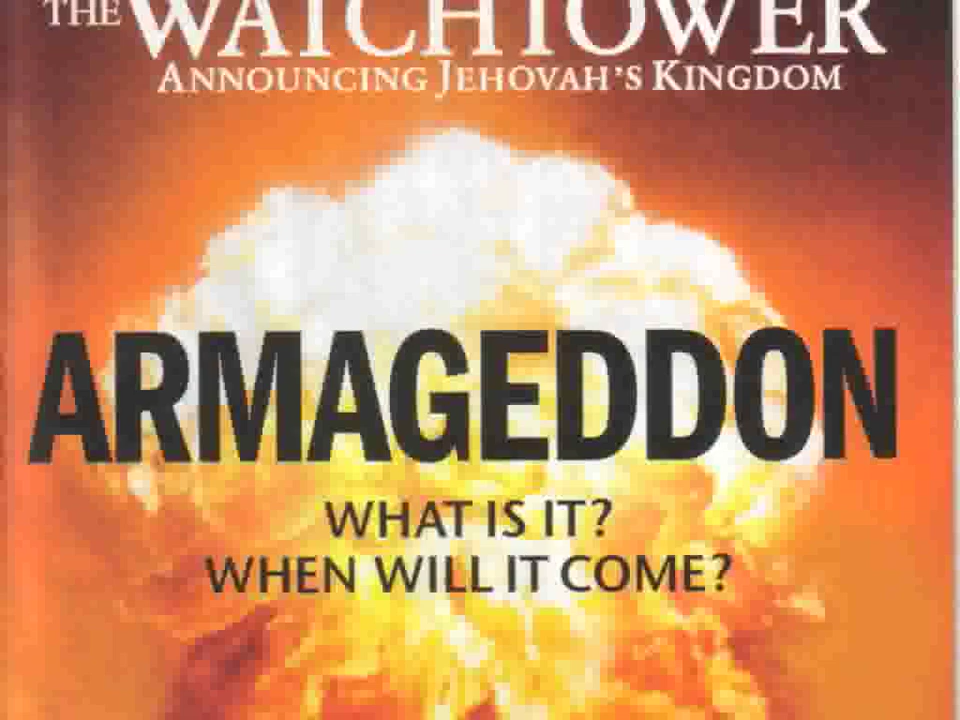 THE WATCHTOWER
ANNOUNCING JEHOVAH'S KINGDOM
ARMAGEDDON
WHAT IS IT?
WHEN WILL IT COME?